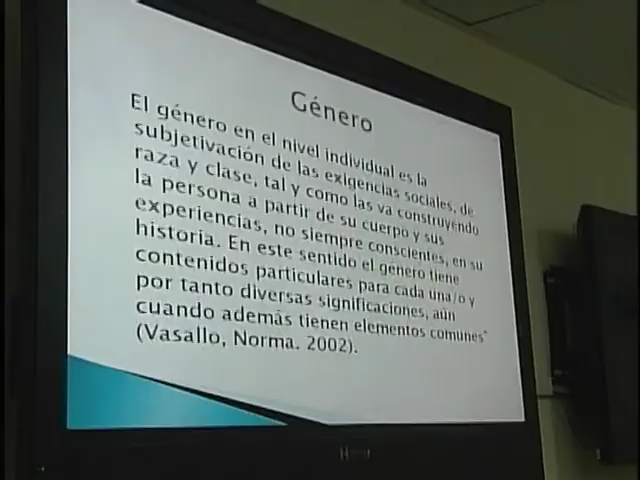 Género
El género en el nivel individual es la
subjetivación de las exigencias sociales, de
raza y clase, tal y como las va construyendo
la persona a partir de su cuerpo y sus
experiencias, no siempre conscientes, en su
historia. En este sentido el género tiene
contenidos particulares para cada una/o y
por tanto diversas significaciones, aún
cuando además tienen elementos comunes"
(Vasallo, Norma. 2002).